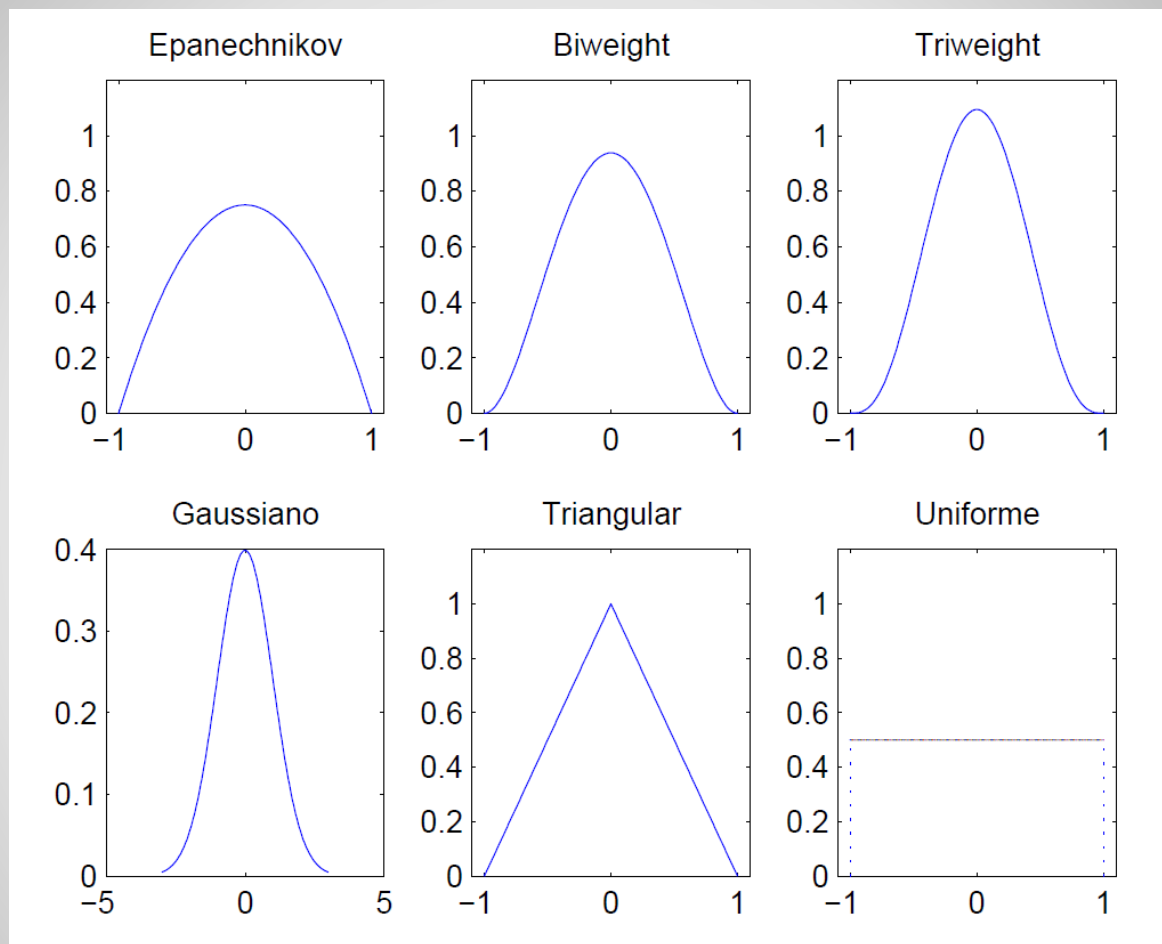 Epanechnikov Biweight Triweight
1 1 1
0.8 0.8 0.8
0.6 0.6 0.6
0.4 0.4 0.4
0.2 0.2 0.2
0 0 0
−1 0 1 −1 0 1 −1 0 1
Gaussiano Triangular Uniforme
0.4
1 1
0.3 0.8 0.8
0.2 0.6 0.6
0.4 0.4
0.1 0.2 0.2
0 0 0
−5 0 5 −1 0 1 −1 0 1